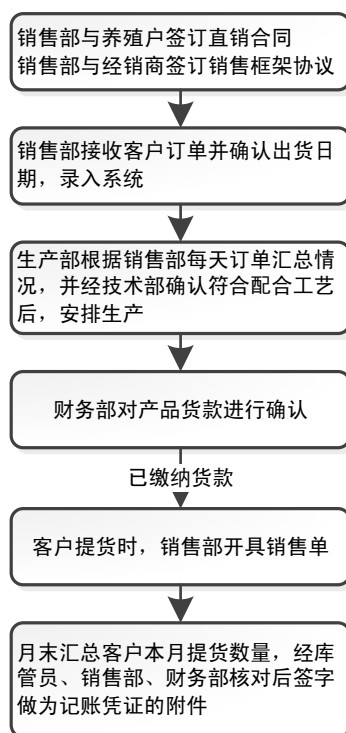 销售部与养殖户签订直销合同
销售部与经销商签订销售框架协议
销售部接收客户订单并确认出货日
期，录入系统
生产部根据销售部每天订单汇总情
况，并经技术部确认符合配合工艺
后，安排生产
财务部对产品货款进行确认
已缴纳货款
客户提货时，销售部开具销售单
月末汇总客户本月提货数量，经库
管员、销售部、财务部核对后签字
做为记账凭证的附件